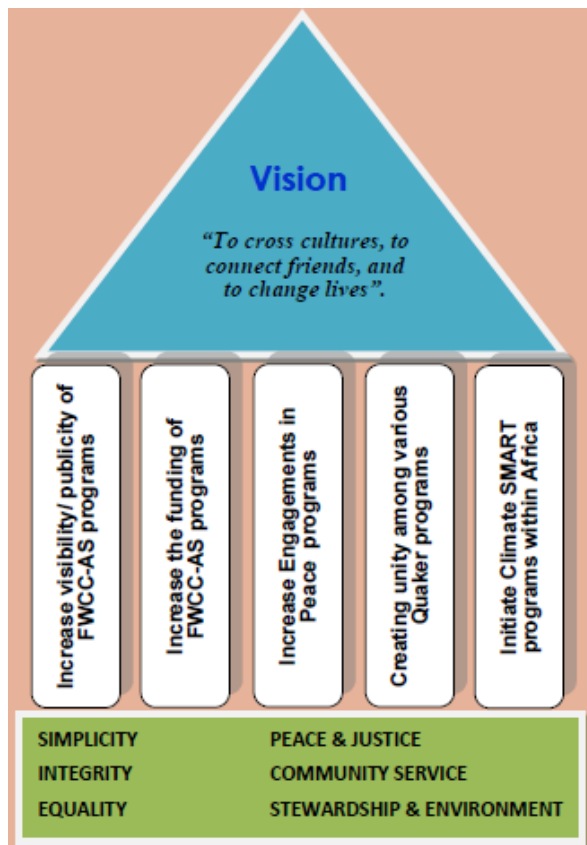 Vision
“To cross cultures, to
connect friends, and
to change lives”.
Increase visibility/ publicity of
FWCC-AS programs
Increase the funding of
FWCC-AS programs
Increase Engagements in
Peace programs
Creating unity among various
Quaker programs
Initiate Climate SMART
programs within Africa
SIMPLICITY PEACE & JUSTICE
INTEGRITY COMMUNITY SERVICE
EQUALITY STEWARDSHIP & ENVIRONMENT